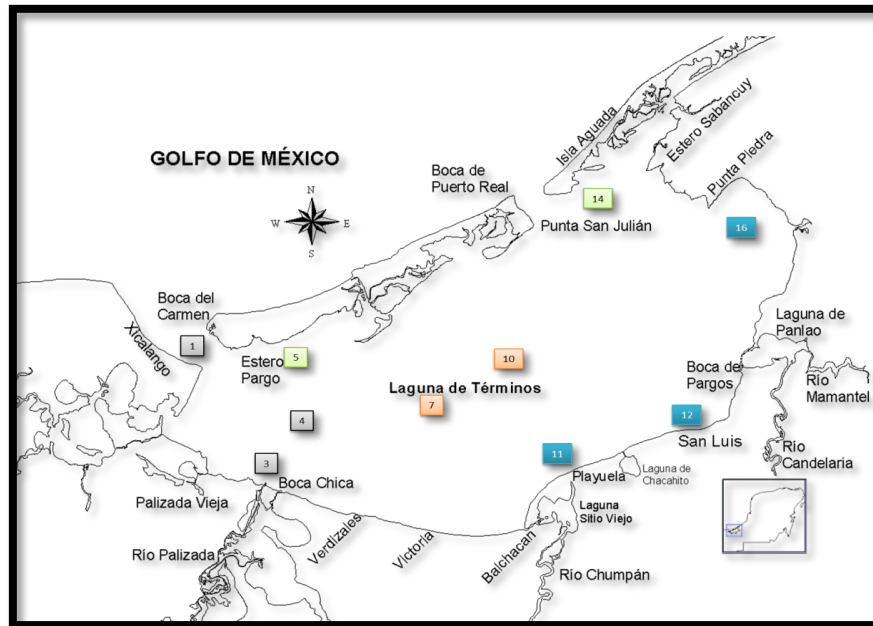 GOLFO DE MÉXICO
N
W
E
S
Isla Aguada
Estero Sabancuy
Punta Piedra
Boca de
Puerto Real
14
Punta San Julián
16
Boca del
Carmen
Xicalango
1
Estero
Pargo
5
10
Laguna de Términos
7
4
3
Boca Chica
Laguna de
Panlao
Boca de
Pargos
Río
Mamantel
12
San Luis
11
Playuela
Laguna de
Chacahito
Río
Candelaria
Palizada Vieja
Río Palizada
Verdizales
Victoria
Balchacan
Laguna
Sitio Viejo
Río Chumpán